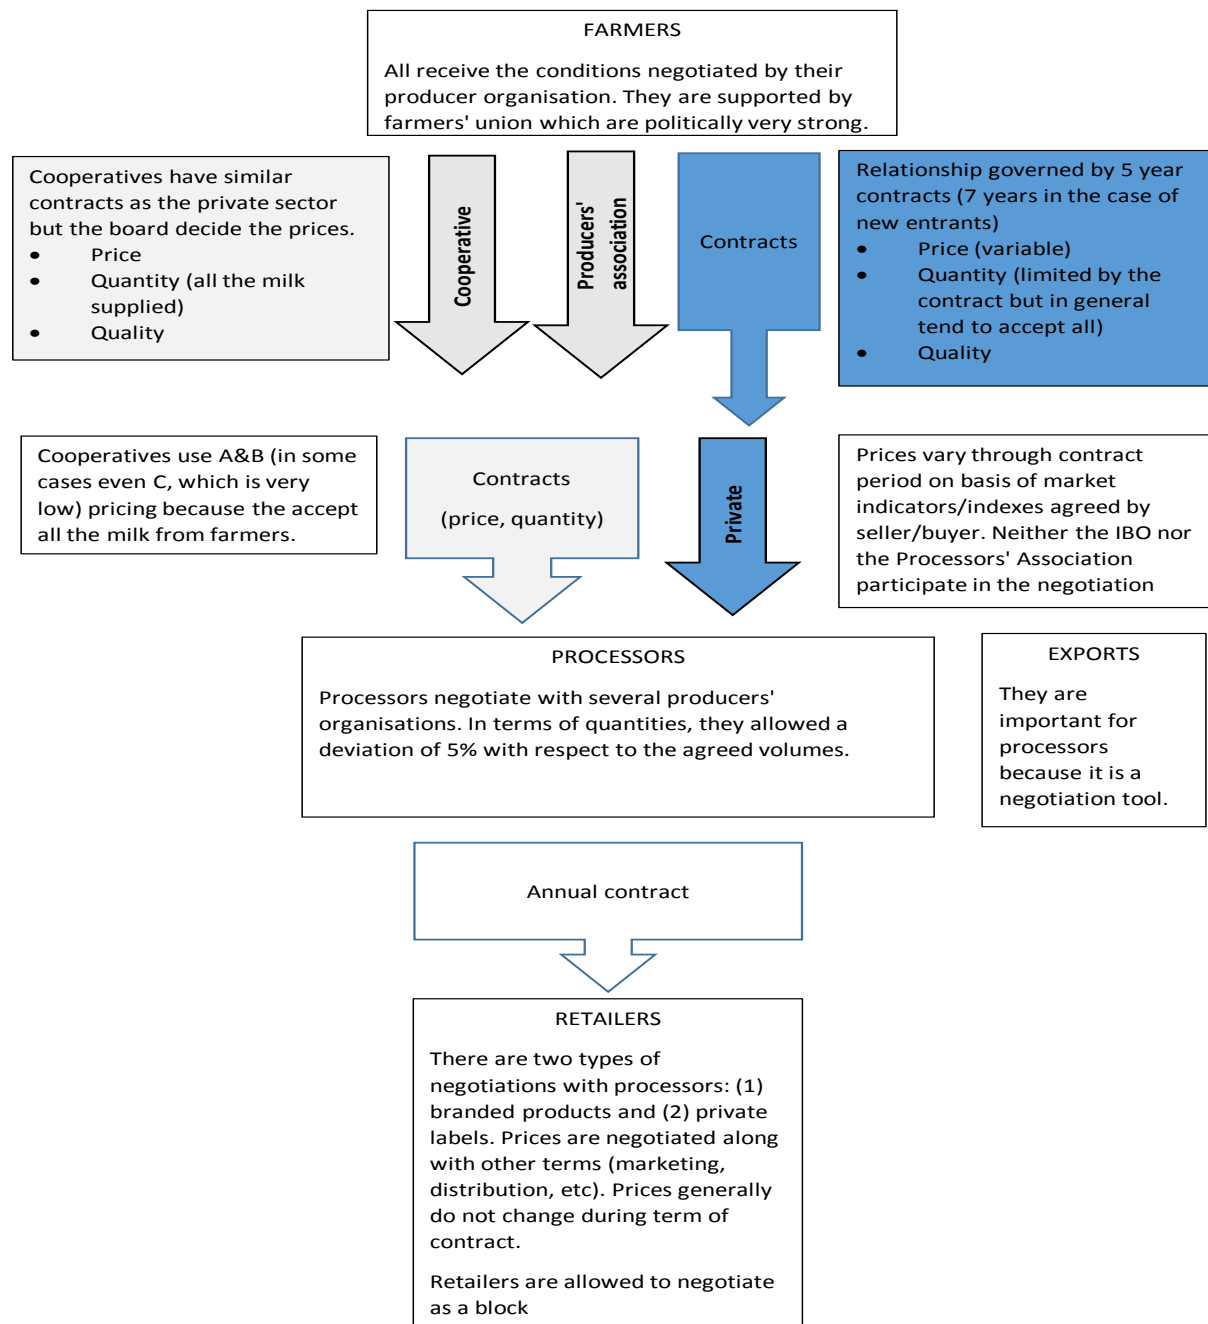 FARMERS
All receive the conditions negotiated by their
producer organisation. They are supported by
farmers' union which are politically very strong.
Cooperatives have similar
contracts as the private sector
but the board decide the prices.
• Price
• Quantity (all the milk
supplied)
• Quality
Cooperative
Producers'
association
Contracts
Relationship governed by 5 year
contracts (7 years in the case of
new entrants)
• Price (variable)
• Quantity (limited by the
contract but in general
tend to accept all)
• Quality
Cooperatives use A&B (in some
cases even C, which is very
low) pricing because the accept
all the milk from farmers.
Contracts
(price, quantity)
Private
Prices vary through contract
period on basis of market
indicators/indexes agreed by
seller/buyer. Neither the IBO nor
the Processors' Association
participate in the negotiation
PROCESSORS
Processors negotiate with several producers'
organisations. In terms of quantities, they allowed a
deviation of 5% with respect to the agreed volumes.
EXPORTS
They are
important for
processors
because it is a
negotiation tool.
Annual contract
RETAILERS
There are two types of
negotiations with processors: (1)
branded products and (2) private
labels. Prices are negotiated along
with other terms (marketing,
distribution, etc). Prices generally
do not change during term of
contract.
Retailers are allowed to negotiate
as a block